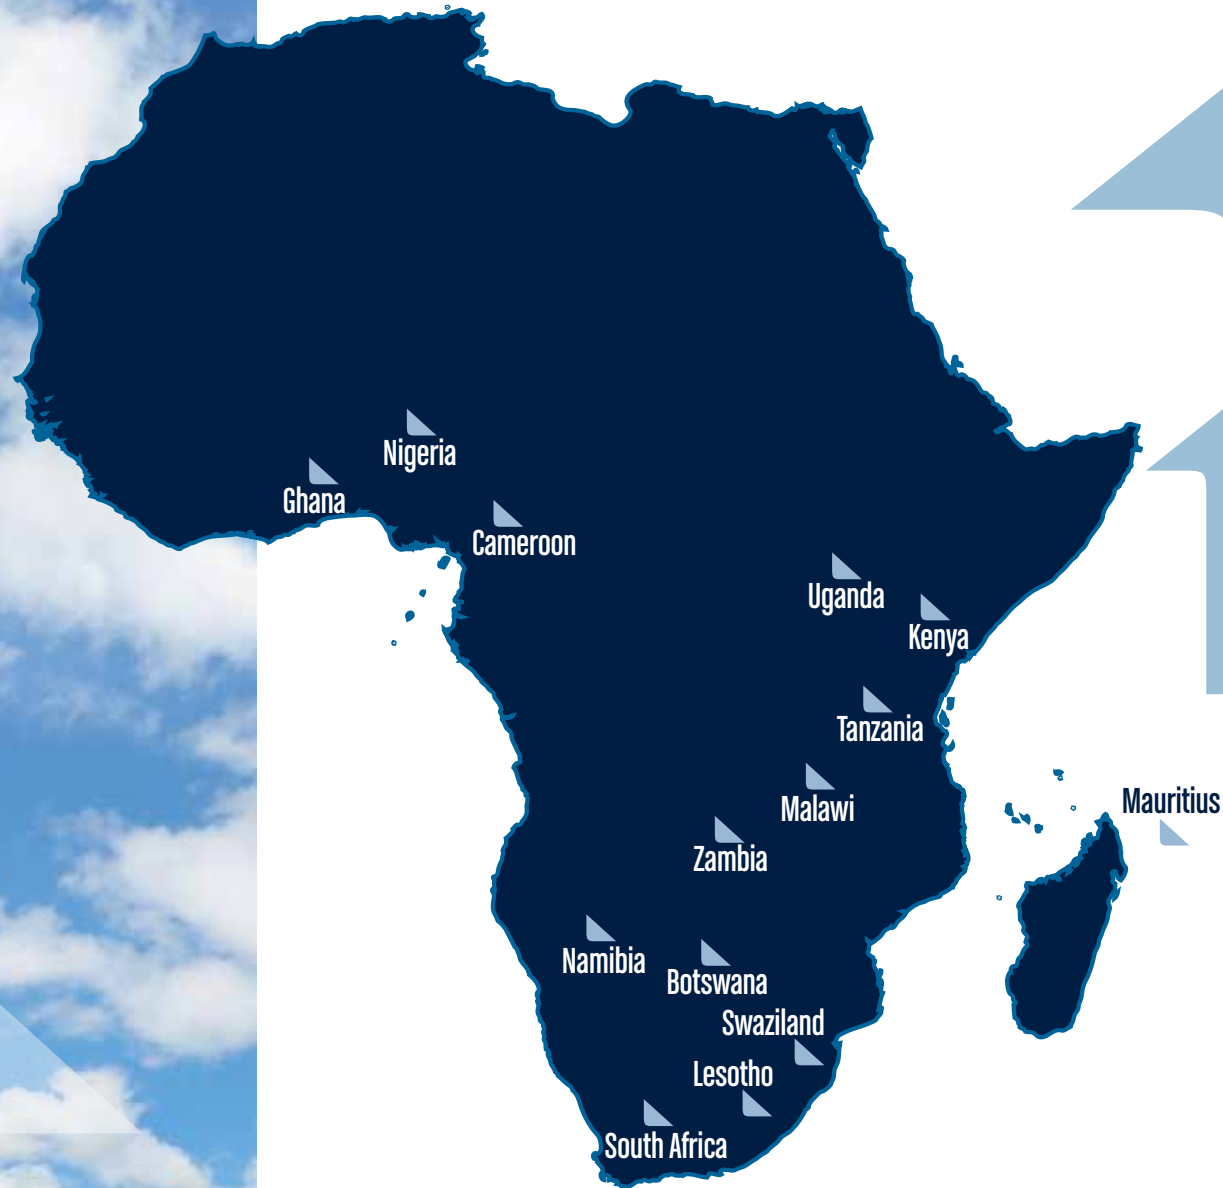 Nigeria
Ghana
Cameroon
Uganda
Kenya
Tanzania
Mauritius
Malawi
Zambia
Namibia
Botswana
Swaziland
Lesotho
South Africa